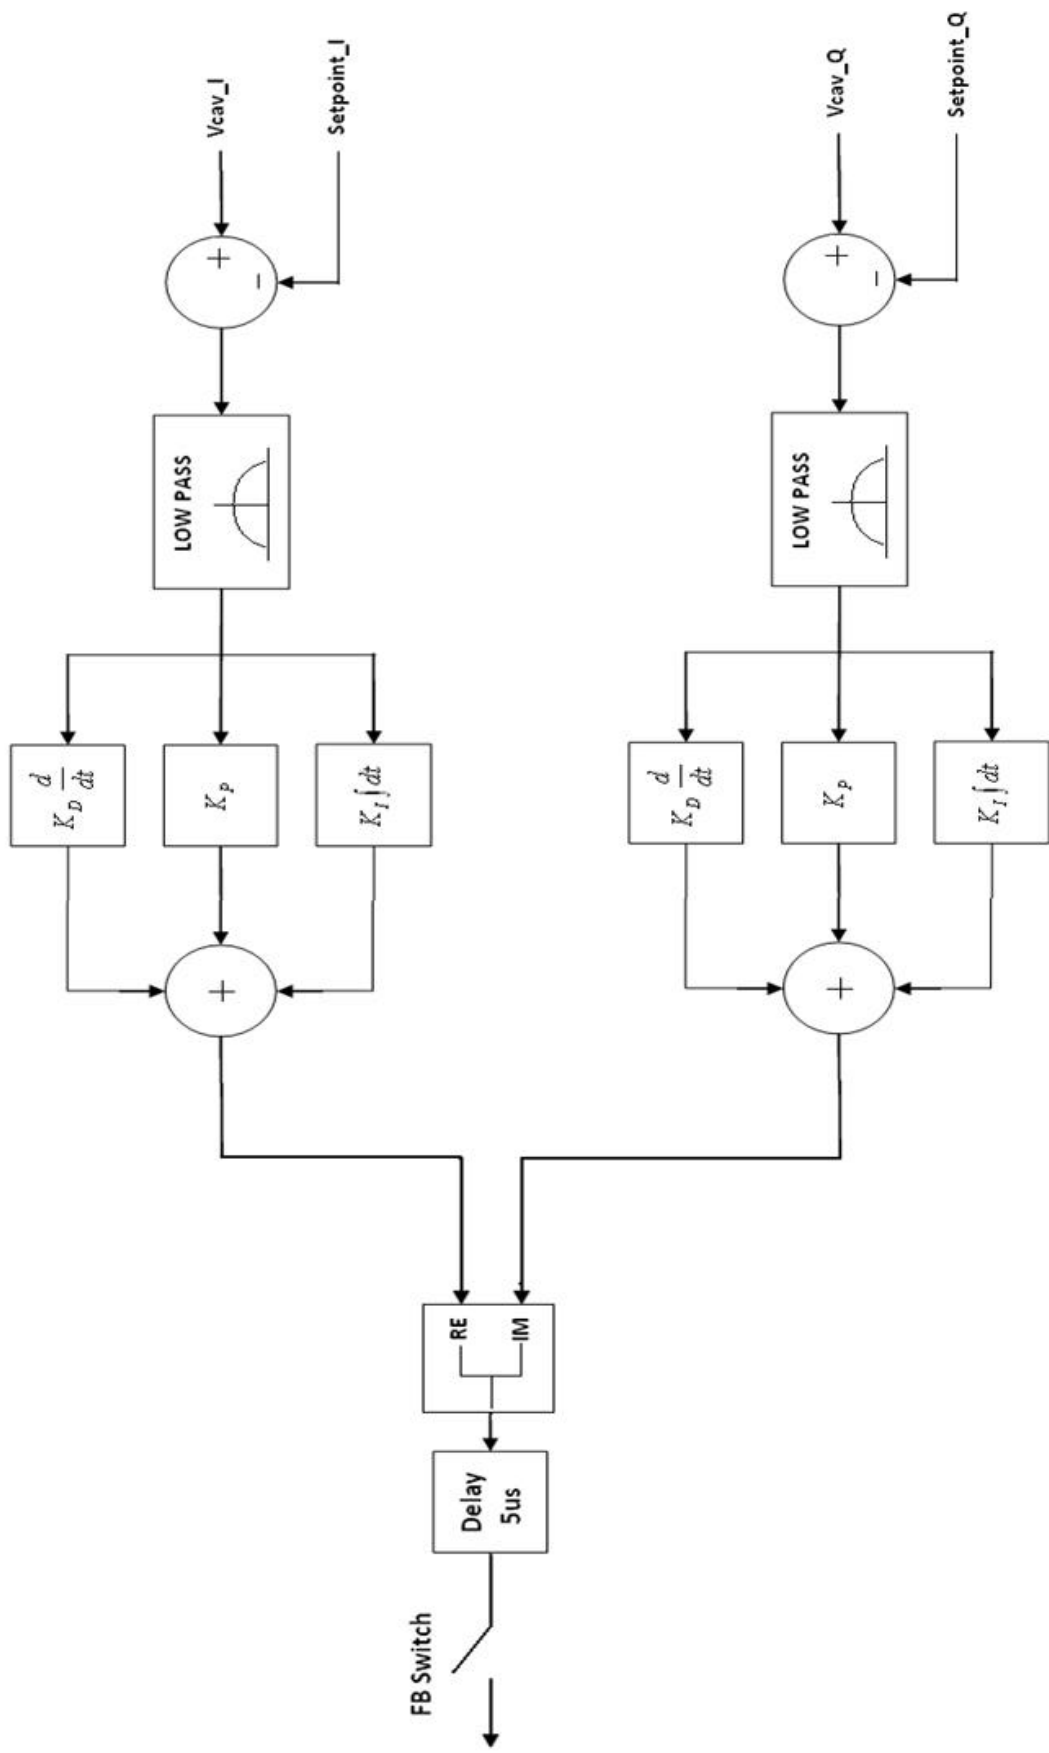 Vcav_I
Setpoint_I
+
−
LOW PASS
K_D d/dt
K_P
K_I ∫ dt
+
Vcav_Q
Setpoint_Q
+
−
LOW PASS
K_D d/dt
K_P
K_I ∫ dt
+
RE
IM
Delay
5us
FB Switch